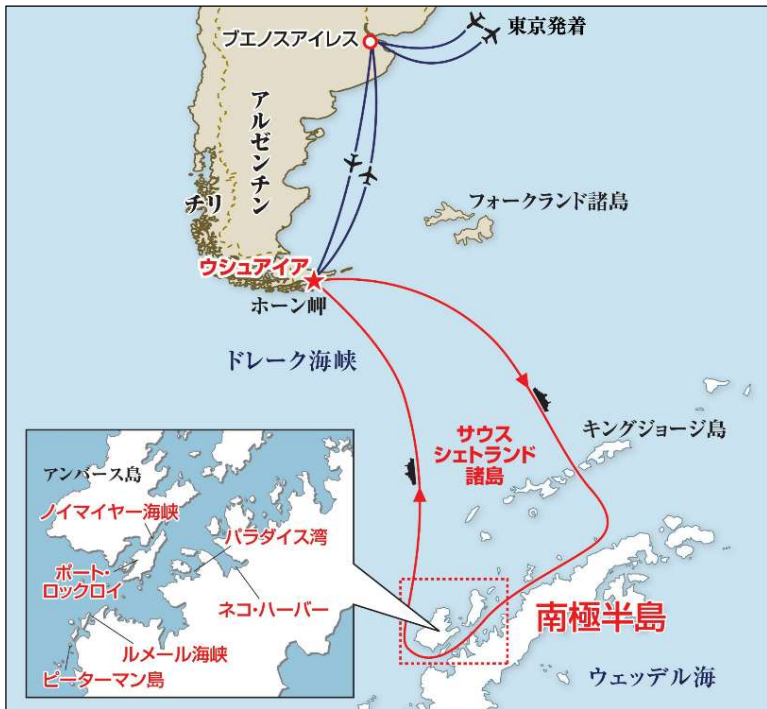 東京発着
ブエノスアイレス
アルゼンチン
チリ
フォークランド諸島
ウシュアイア
ホーン岬
ドレーク海峡
キングジョージ島
サウス
シェトランド
諸島
アンバース島
ノイマイヤー海峡
パラダイス湾
ポート・
ロックロイ
ネコ・ハーバー
ルメール海峡
ピーターマン島
南極半島
ウェッデル海